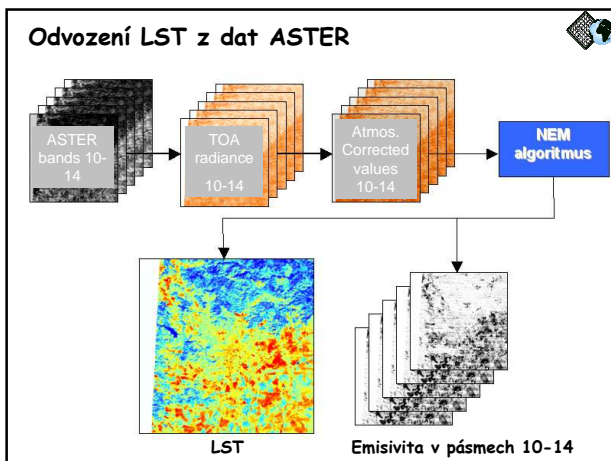 Odvození LST z dat ASTER
ASTER
bands 10-
14
TOA
radiance
10-14
Atmos.
Corrected
values
10-14
NEM
algoritmus
LST
Emisivita v pásmech 10-14